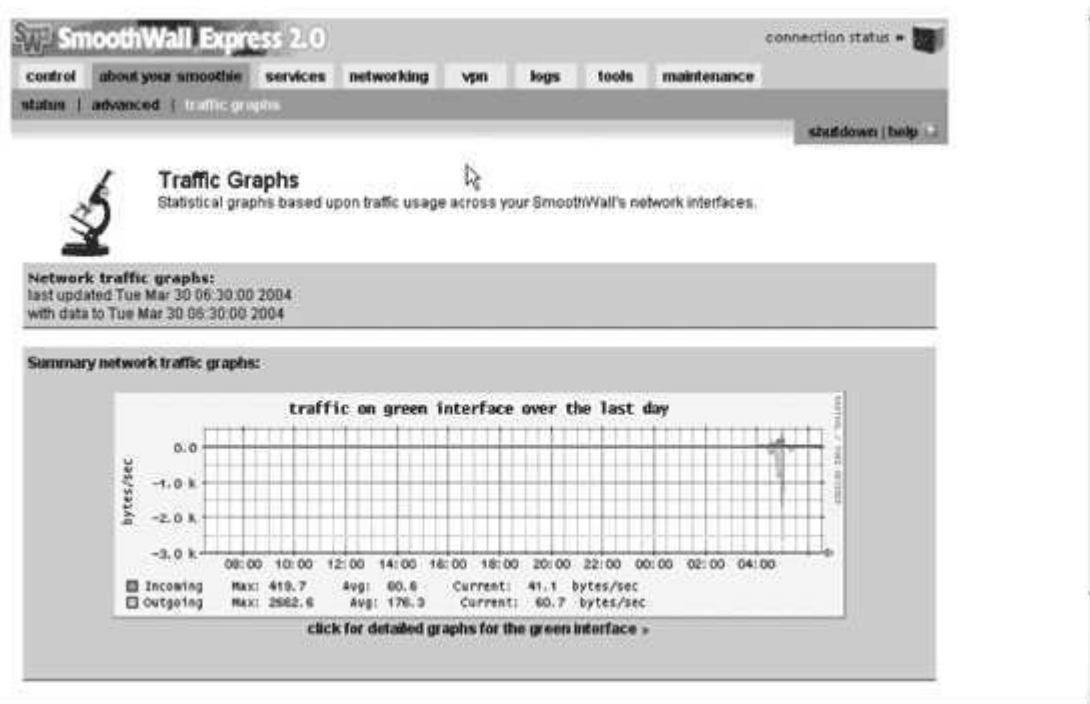 SWE SmoothWall Express 2.0
connection status »
control about your smoothie services networking vpn logs tools maintenance
status | advanced | traffic graphs
shutdown | help
Traffic Graphs
Statistical graphs based upon traffic usage across your SmoothWall's network interfaces.
Network traffic graphs:
last updated Tue Mar 30 06:30:00 2004
with data to Tue Mar 30 06:30:00 2004
Summary network traffic graphs:
traffic on green interface over the last day
bytes/sec
0.0
-1.0 k
-2.0 k
-3.0 k
08:00 10:00 12:00 14:00 16:00 18:00 20:00 22:00 00:00 02:00 04:00
Incoming Max: 419.7 Avg: 60.6 Current: 41.1 bytes/sec
Outgoing Max: 2662.6 Avg: 176.3 Current: 60.7 bytes/sec
click for detailed graphs for the green interface »